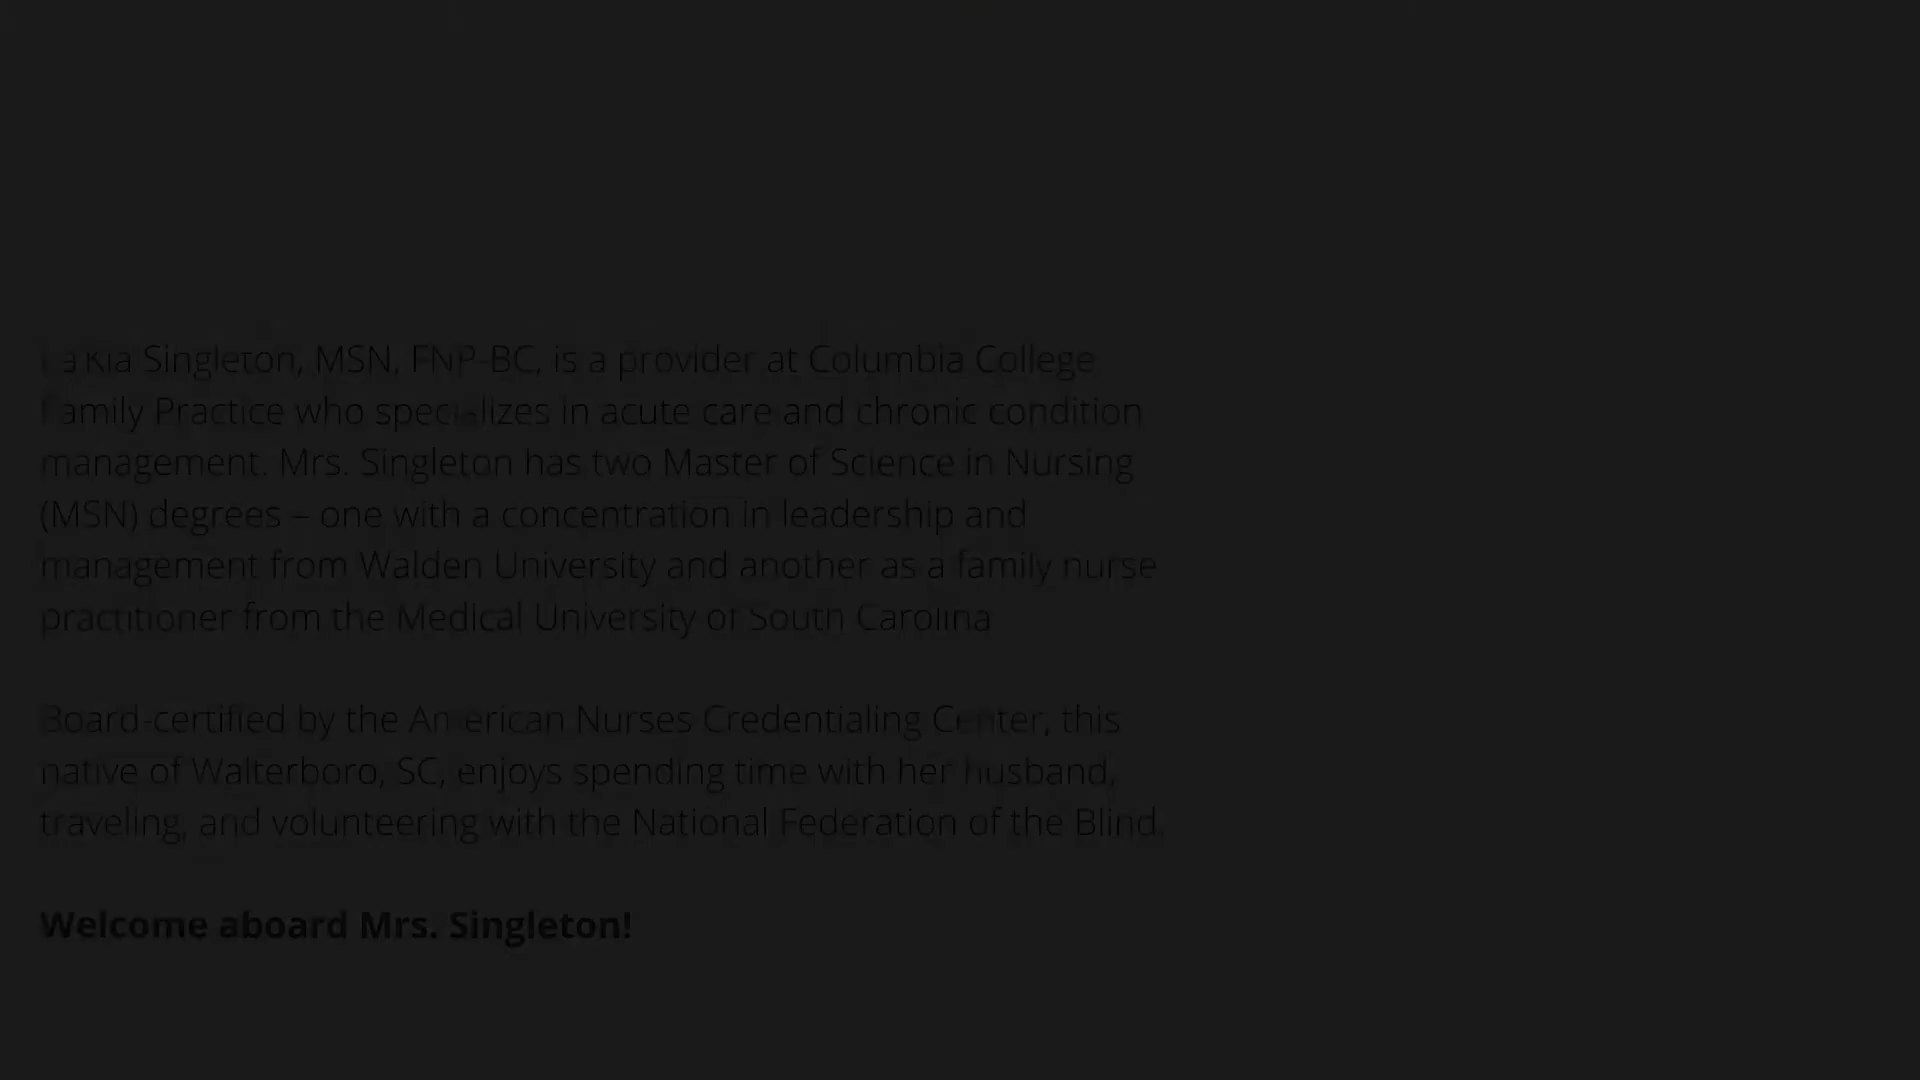 LaKia Singleton, MSN, FNP-BC, is a provider at Columbia College
Family Practice who specializes in acute care and chronic condition
management. Mrs. Singleton has two Master of Science in Nursing
(MSN) degrees – one with a concentration in leadership and
management from Walden University and another as a family nurse
practitioner from the Medical University of South Carolina
Board-certified by the American Nurses Credentialing Center, this
native of Walterboro, SC, enjoys spending time with her husband,
traveling, and volunteering with the National Federation of the Blind.
Welcome aboard Mrs. Singleton!